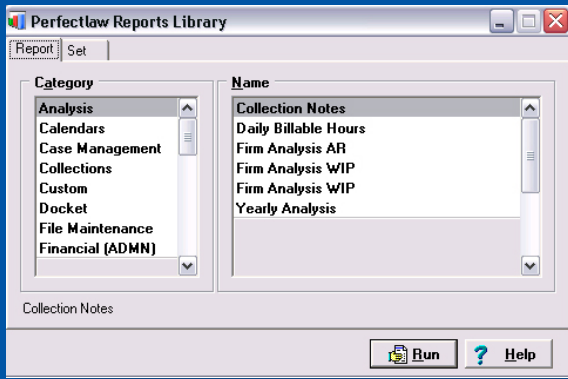 Perfectlaw Reports Library
Report Set
Category
Analysis
Calendars
Case Management
Collections
Custom
Docket
File Maintenance
Financial (ADMN)
Name
Collection Notes
Daily Billable Hours
Firm Analysis AR
Firm Analysis WIP
Firm Analysis WIP
Yearly Analysis
Collection Notes
Run ? Help